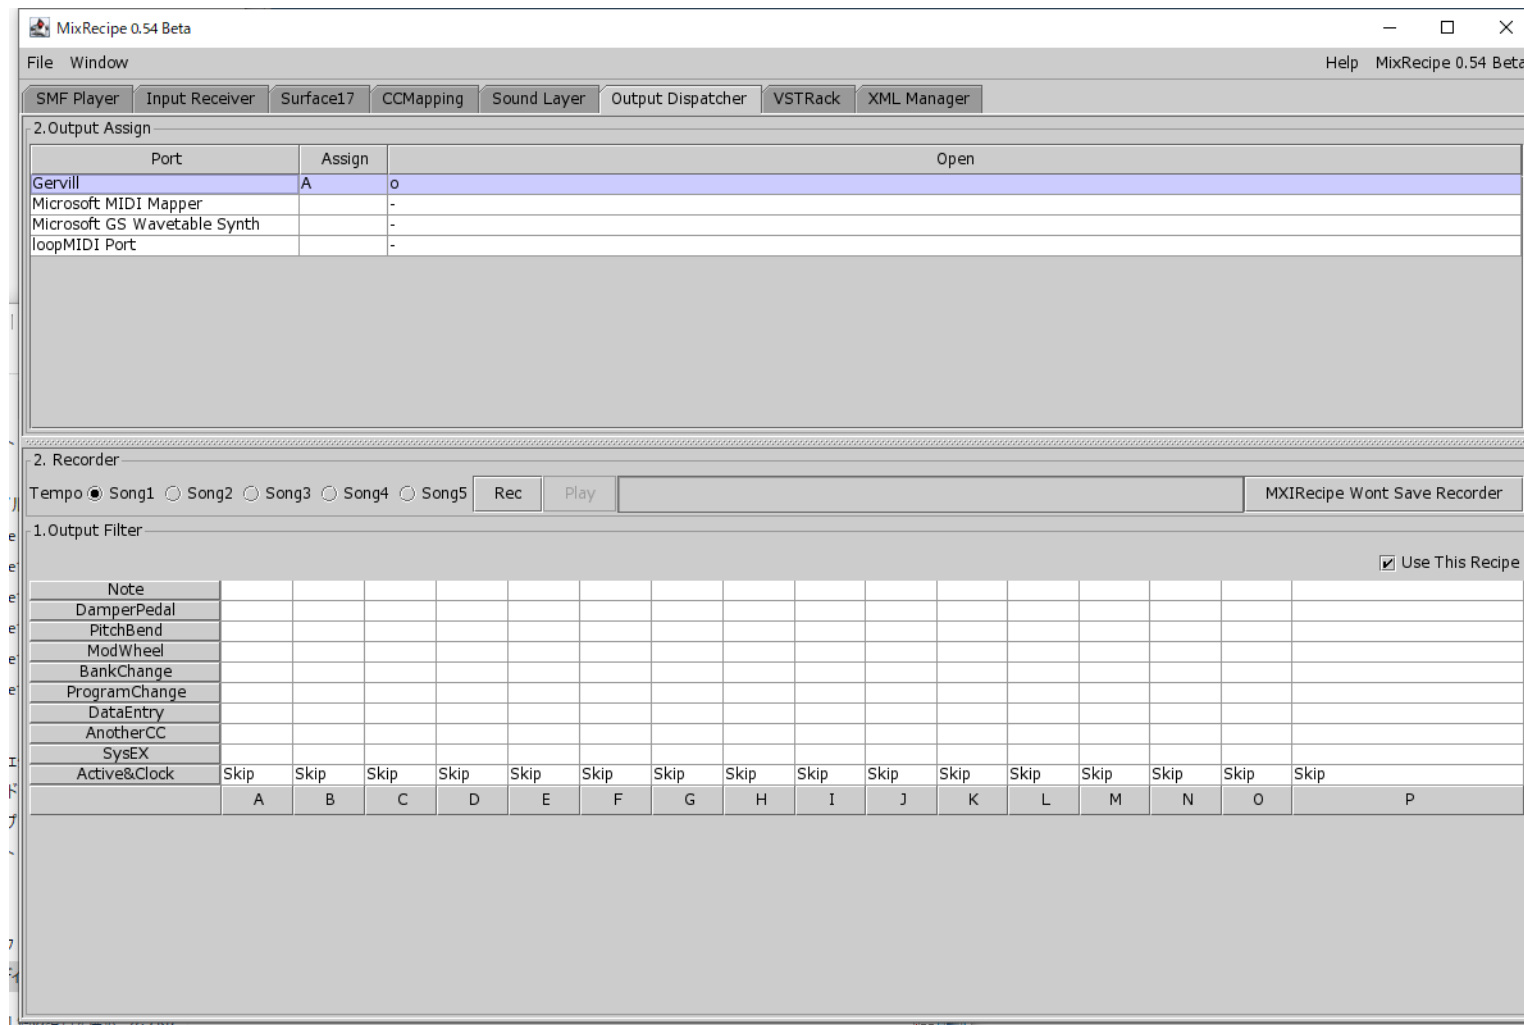 MixRecipe 0.54 Beta
File Window Help MixRecipe 0.54 Beta
SMF Player Input Receiver Surface17 CCMapping Sound Layer Output Dispatcher VSTRack XML Manager
2.Output Assign
Port Assign Open
Gervill A o
Microsoft MIDI Mapper -
Microsoft GS Wavetable Synth -
loopMIDI Port -
2. Recorder
Tempo Song1 Song2 Song3 Song4 Song5 Rec Play MXIRecipe Wont Save Recorder
1.Output Filter
Use This Recipe
Note
DamperPedal
PitchBend
ModWheel
BankChange
ProgramChange
DataEntry
AnotherCC
SysEX
Active&Clock Skip Skip Skip Skip Skip Skip Skip Skip Skip Skip Skip Skip Skip Skip Skip Skip
A B C D E F G H I J K L M N O P